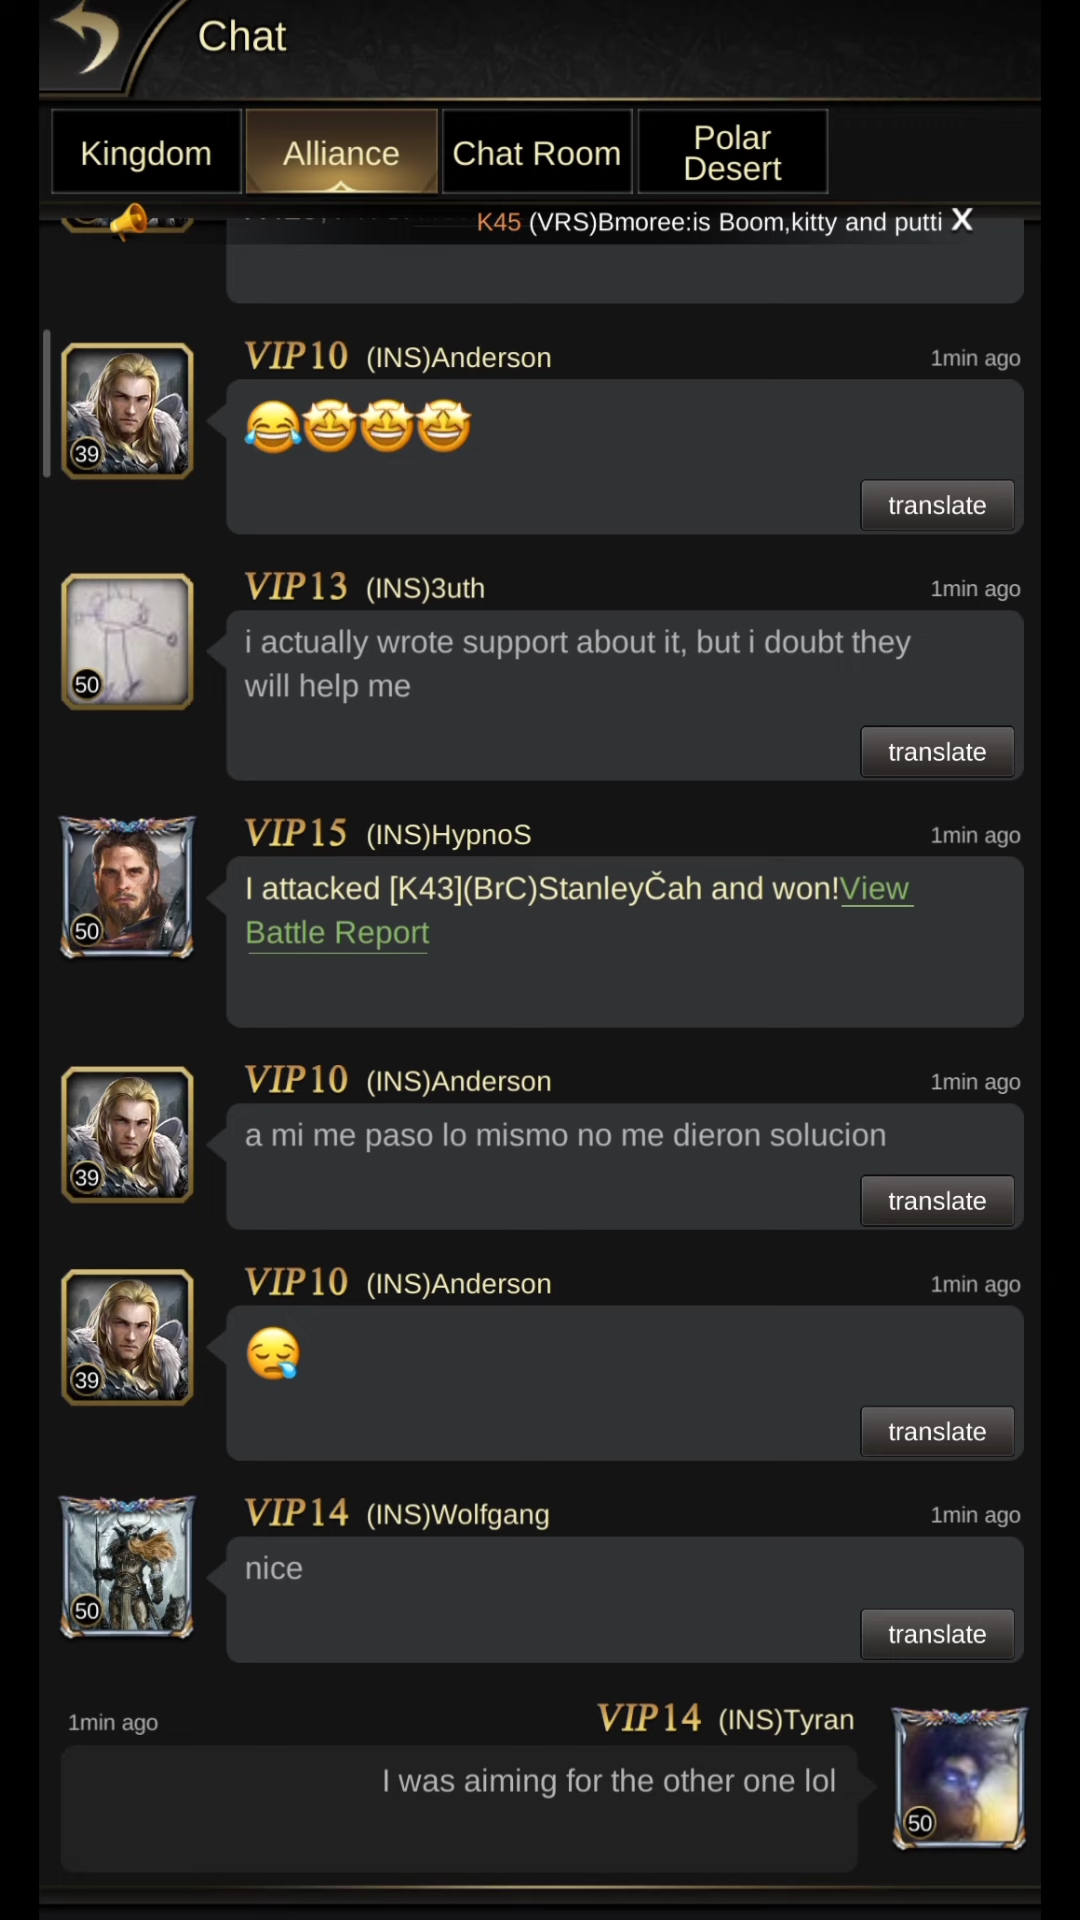 Chat
Kingdom
Alliance
Chat Room
Polar
Desert
K45 (VRS)Bmoree:is Boom,kitty and putti X
VIP10 (INS)Anderson 1min ago
39
translate
VIP13 (INS)3uth 1min ago
50
i actually wrote support about it, but i doubt they
will help me
translate
VIP15 (INS)HypnoS 1min ago
50
I attacked [K43](BrC)StanleyČah and won!View
Battle Report
VIP10 (INS)Anderson 1min ago
39
a mi me paso lo mismo no me dieron solucion
translate
VIP10 (INS)Anderson 1min ago
39
translate
VIP14 (INS)Wolfgang 1min ago
50
nice
translate
1min ago VIP14 (INS)Tyran
I was aiming for the other one lol
50